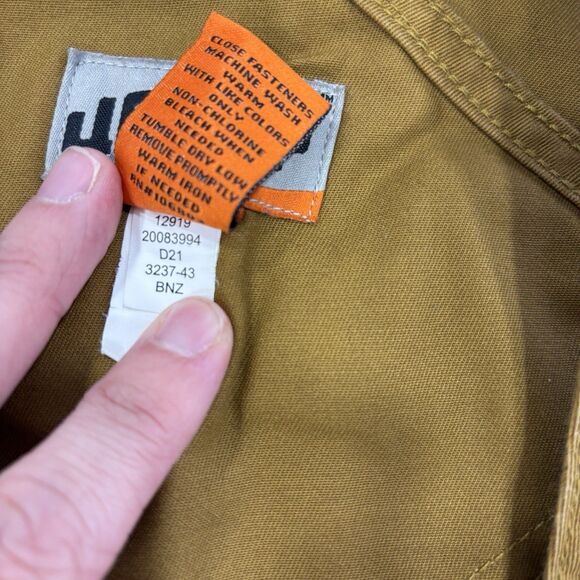 CLOSE FASTENERS
MACHINE WASH
WARM
WITH LIKE COLORS
ONLY
NON-CHLORINE
BLEACH WHEN
NEEDED
TUMBLE DRY LOW
REMOVE PROMPTLY
WARM IRON
IF NEEDED
12919
20083994
D21
3237-43
BNZ